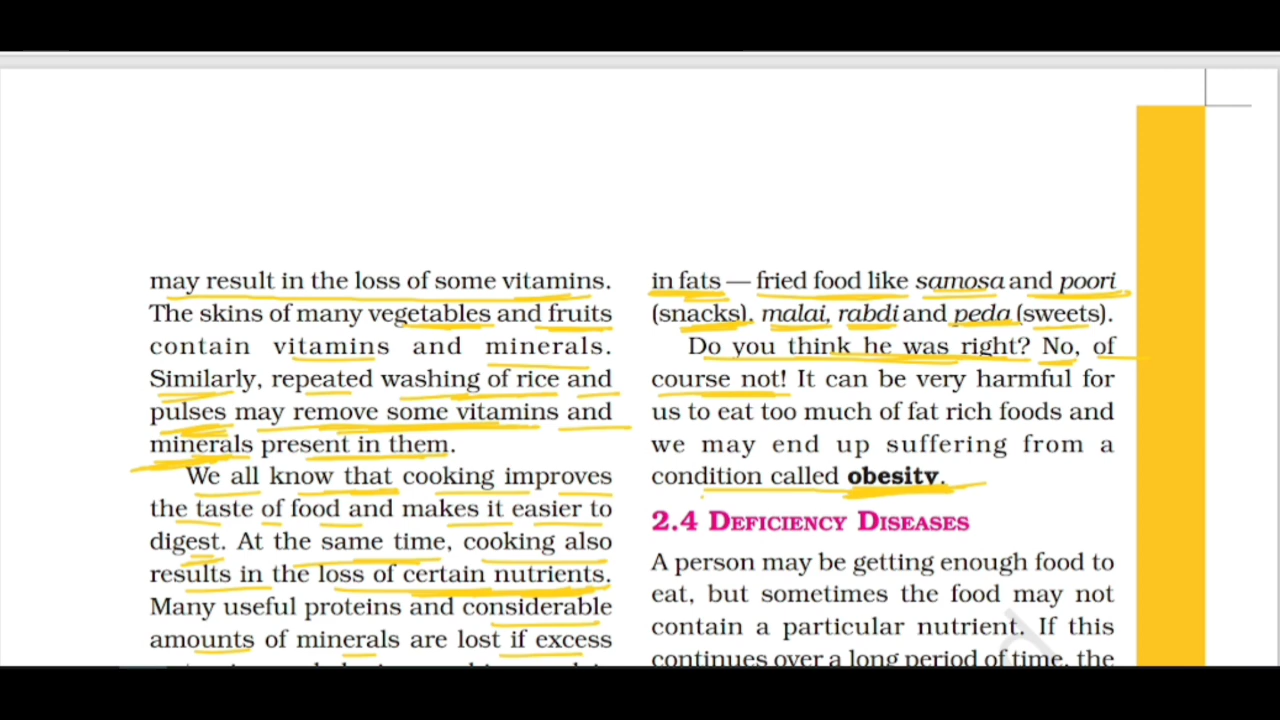 may result in the loss of some vitamins.
The skins of many vegetables and fruits
contain vitamins and minerals.
Similarly, repeated washing of rice and
pulses may remove some vitamins and
minerals present in them.
We all know that cooking improves
the taste of food and makes it easier to
digest. At the same time, cooking also
results in the loss of certain nutrients.
Many useful proteins and considerable
amounts of minerals are lost if excess
in fats — fried food like samosa and poori
(snacks), malai, rabdi and peda (sweets).
Do you think he was right? No, of
course not! It can be very harmful for
us to eat too much of fat rich foods and
we may end up suffering from a
condition called obesity.
2.4 DEFICIENCY DISEASES
A person may be getting enough food to
eat, but sometimes the food may not
contain a particular nutrient. If this
continues over a long period of time, the